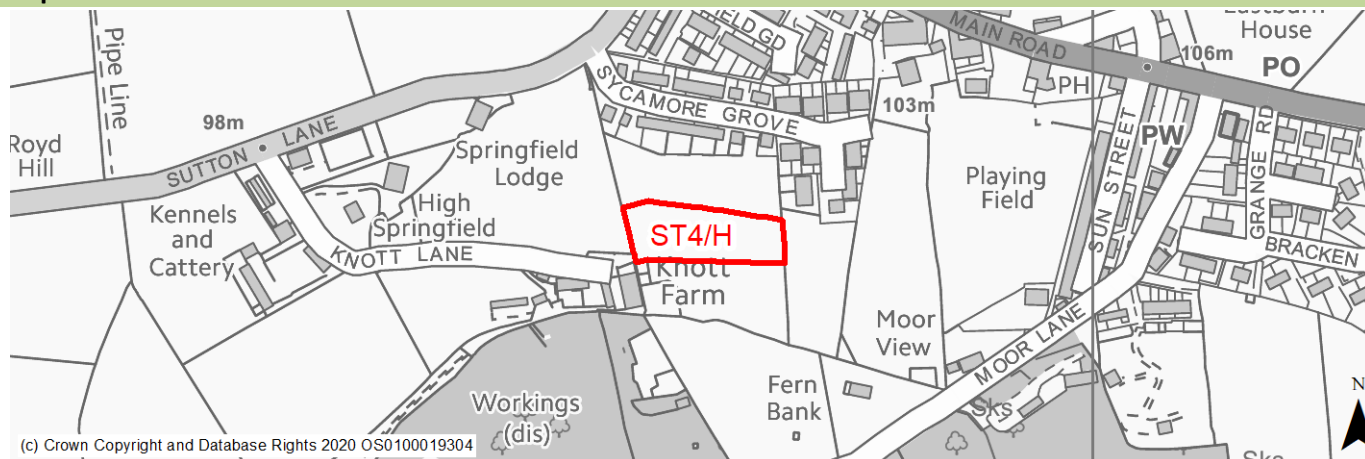 Pipe Line
Royd
Hill
98m
SUTTON LANE
Kennels
and
Cattery
High
Springfield
KNOTT LANE
Springfield
Lodge
SYCAMORE GROVE
ST4/H
Knott
Farm
Workings
(dis)
103m
MAIN ROAD
106m
PO
House
PH
PW
SUN STREET
GRANGE RD
BRACKEN
Playing
Field
Moor
View
MOOR LANE
Fern
Bank
Sks
N
(c) Crown Copyright and Database Rights 2020 OS0100019304